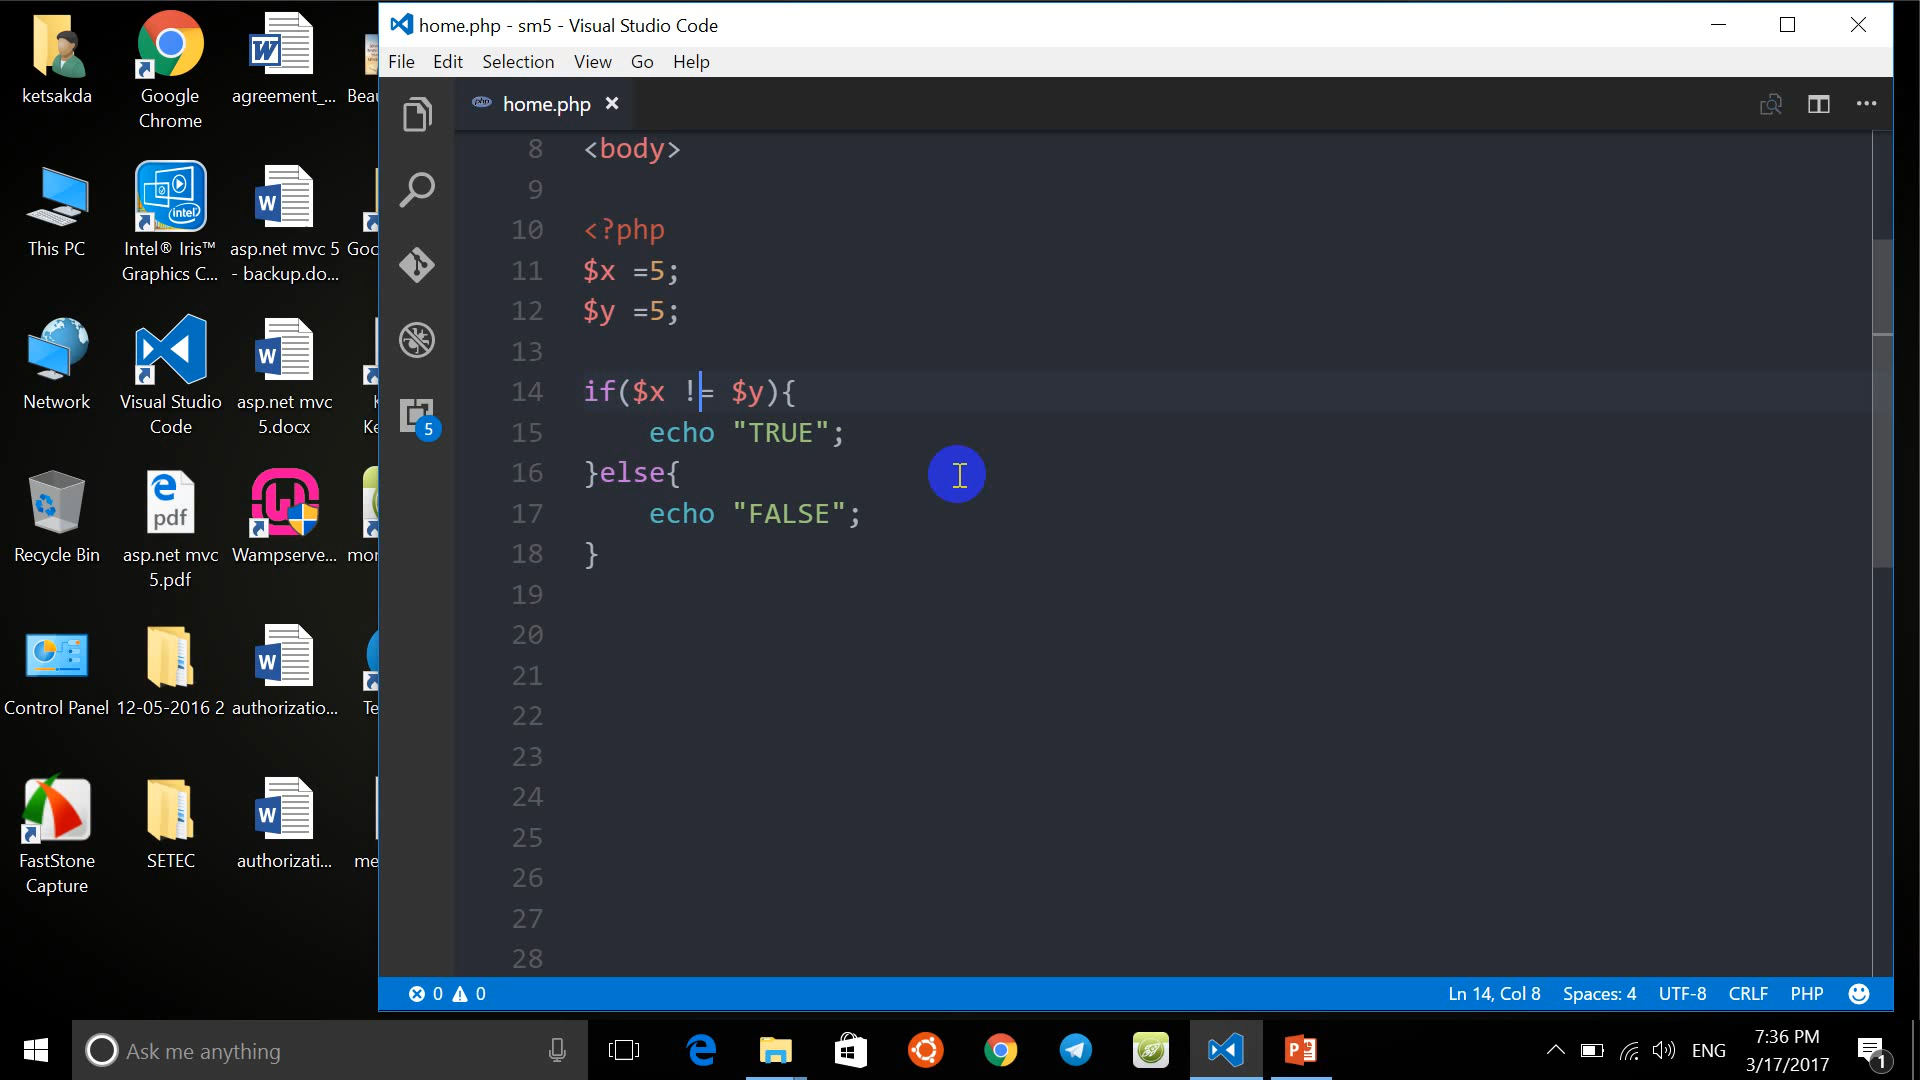 home.php - sm5 - Visual Studio Code
File Edit Selection View Go Help
php home.php
8 <body>
9
10 <?php
11 $x =5;
12 $y =5;
13
14 if($x != $y){
15 echo "TRUE";
16 }else{
17 echo "FALSE";
18 }
19
20
21
22
23
24
25
26
27
28
5
0 0
Ln 14, Col 8 Spaces: 4 UTF-8 CRLF PHP
ketsakda
Google
Chrome
agreement_...
This PC
Intel® Iris™
Graphics C...
asp.net mvc 5
- backup.do...
Network
Visual Studio
Code
asp.net mvc
5.docx
Recycle Bin
pdf
asp.net mvc
5.pdf
Wampserve...
Control Panel
12-05-2016 2
authorizatio...
FastStone
Capture
SETEC
authorizati...
intel
Ask me anything
ENG
7:36 PM
3/17/2017
1